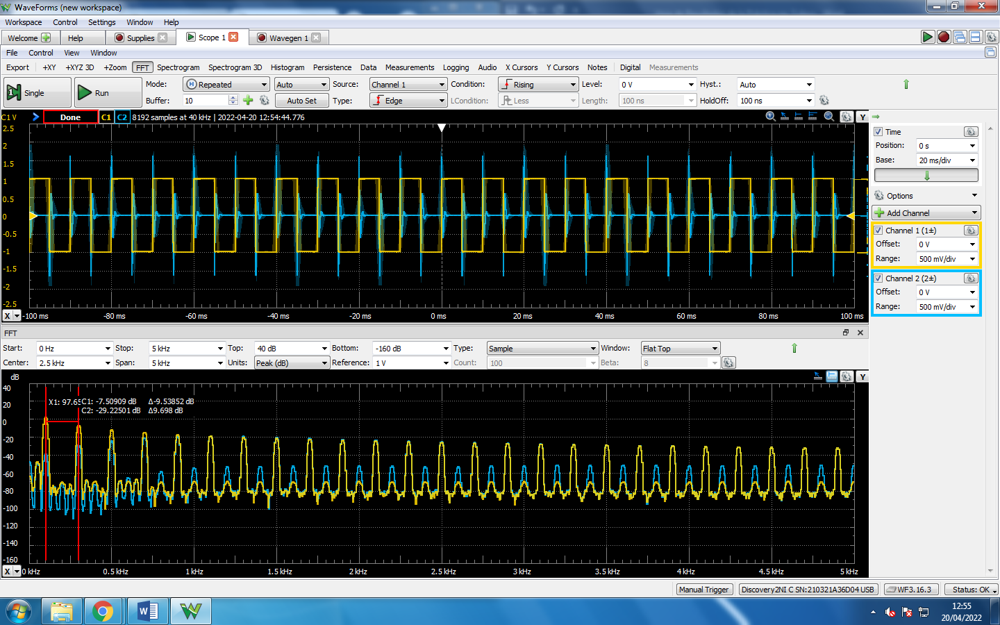 WaveForms (new workspace)
Workspace Control Settings Window Help
Welcome Help Supplies Scope 1 Wavegen 1
File Control View Window
Export +XY +XYZ 3D +Zoom FFT Spectrogram Spectrogram 3D Histogram Persistence Data Measurements Logging Audio X Cursors Y Cursors Notes Digital Measurements
Single Run Mode: Repeated Auto Source: Channel 1 Condition: Rising Level: 0 V Hyst.: Auto
Buffer: 10 Auto Set Type: Edge LCondition: Less Length: 100 ns HoldOff: 100 ns
C1 V Done C1 C2 8192 samples at 40 kHz | 2022-04-20 12:54:44.776 Y
2.5
2
1.5
1
0.5
0
-0.5
-1
-1.5
-2
-2.5
X -100 ms -80 ms -60 ms -40 ms -20 ms 0 ms 20 ms 40 ms 60 ms 80 ms 100 ms
Time
Position: 0 s
Base: 20 ms/div
Options
Add Channel
Channel 1 (1±)
Offset: 0 V
Range: 500 mV/div
Channel 2 (2±)
Offset: 0 V
Range: 500 mV/div
FFT
Start: 0 Hz Stop: 5 kHz Top: 40 dB Bottom: -160 dB Type: Sample Window: Flat Top
Center: 2.5 kHz Span: 5 kHz Units: Peak (dB) Reference: 1 V Count: 100 Beta: 8
dB Y
40
20
0
-20
-40
-60
-80
-100
-120
-140
-160
X1: 97.65 C1: -7.50909 dB Δ-9.53852 dB
C2: -29.22501 dB Δ9.698 dB
X 0 kHz 0.5 kHz 1 kHz 1.5 kHz 2 kHz 2.5 kHz 3 kHz 3.5 kHz 4 kHz 4.5 kHz 5 kHz
Manual Trigger Discovery2NI C SN:210321A36D04 USB WF3.16.3 Status: OK
12:55
20/04/2022